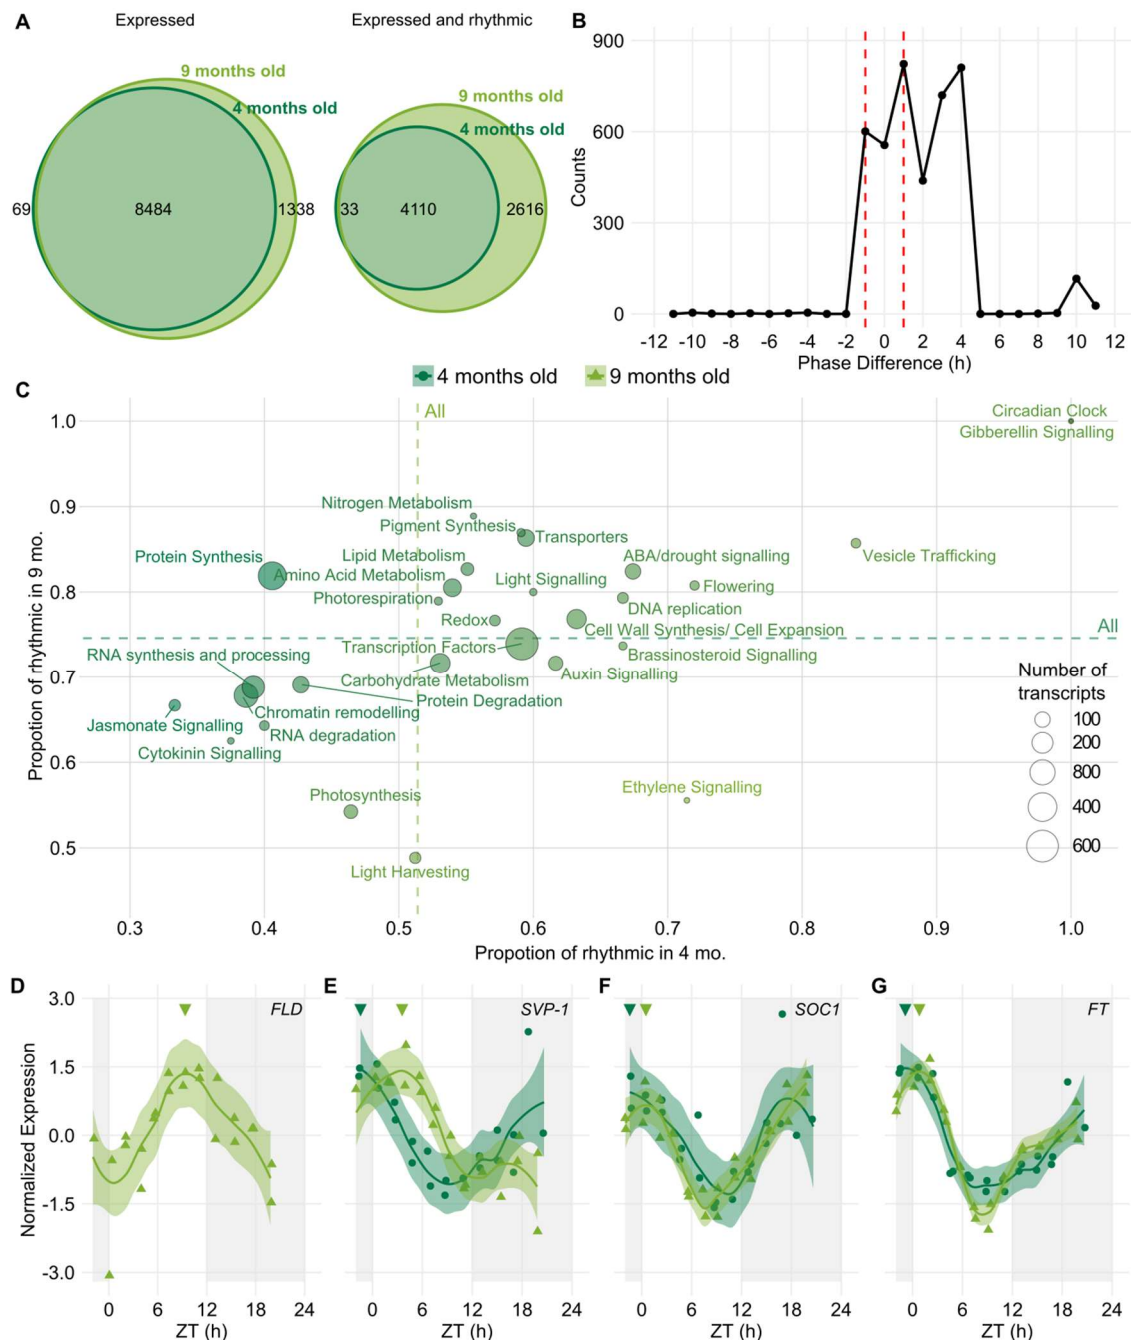 A
Expressed
Expressed and rhythmic
9 months old
4 months old
69
8484
1338
9 months old
4 months old
33
4110
2616
B
900
600
300
0
Counts
-12 -10 -8 -6 -4 -2 0 2 4 6 8 10 12
Phase Difference (h)
C
4 months old
9 months old
Propotion of rhythmic in 9 mo.
1.0
0.9
0.8
0.7
0.6
0.5
All
Circadian Clock
Gibberellin Signalling
Nitrogen Metabolism
Pigment Synthesis
Transporters
Protein Synthesis
Lipid Metabolism
ABA/drought signalling
Vesicle Trafficking
Amino Acid Metabolism
Light Signalling
Flowering
Photorespiration
DNA replication
Redox
Cell Wall Synthesis/ Cell Expansion
All
Transcription Factors
Brassinosteroid Signalling
RNA synthesis and processing
Carbohydrate Metabolism
Auxin Signalling
Protein Degradation
Chromatin remodelling
Jasmonate Signalling
RNA degradation
Cytokinin Signalling
Photosynthesis
Ethylene Signalling
Light Harvesting
Number of
transcripts
100
200
800
400
600
0.3 0.4 0.5 0.6 0.7 0.8 0.9 1.0
Propotion of rhythmic in 4 mo.
D
FLD
Normalized Expression
3.0
1.5
0.0
-1.5
-3.0
0 6 12 18 24
ZT (h)
E
SVP-1
0 6 12 18 24
ZT (h)
F
SOC1
0 6 12 18 24
ZT (h)
G
FT
0 6 12 18 24
ZT (h)